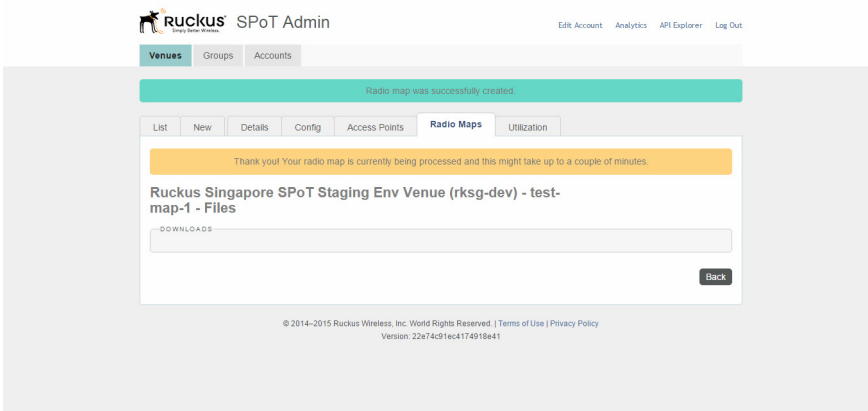 Ruckus SPoT Admin
Simply Better Wireless.
Edit Account Analytics API Explorer Log Out
Venues Groups Accounts
Radio map was successfully created.
List New Details Config Access Points Radio Maps Utilization
Thank you! Your radio map is currently being processed and this might take up to a couple of minutes.
Ruckus Singapore SPoT Staging Env Venue (rksg-dev) - test-
map-1 - Files
DOWNLOADS
Back
© 2014–2015 Ruckus Wireless, Inc. World Rights Reserved. | Terms of Use | Privacy Policy
Version: 22e74c91ec4174918e41